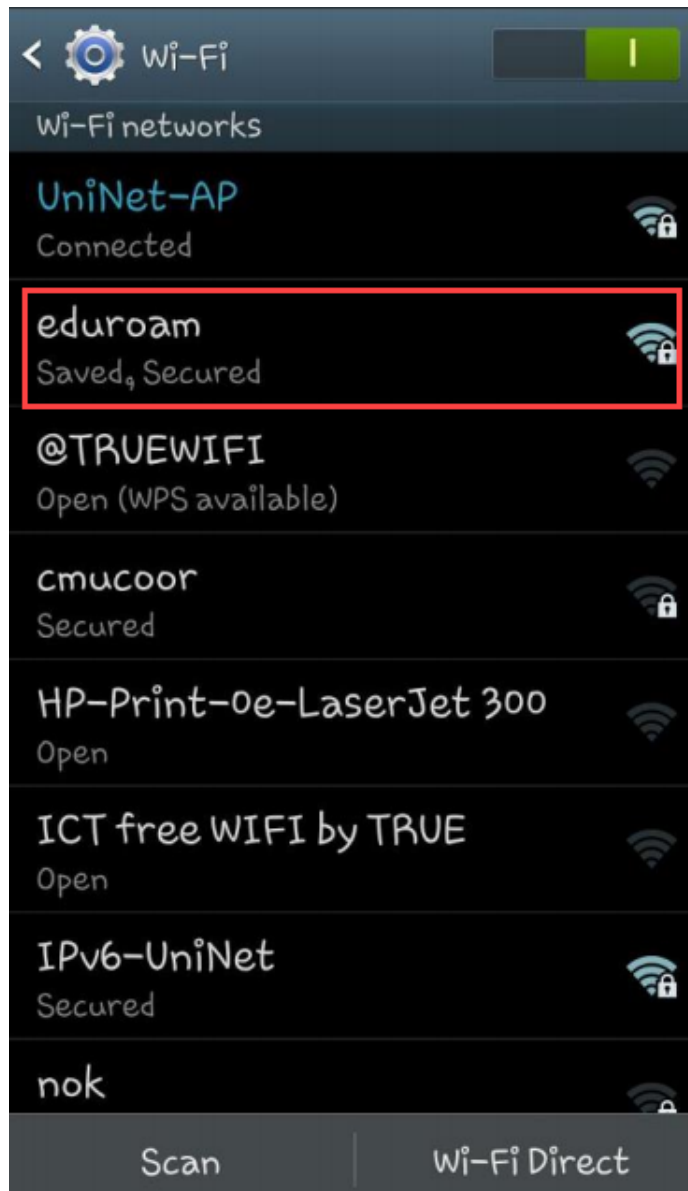 Wi-Fi
Wi-Fi networks
UniNet-AP
Connected
eduroam
Saved, Secured
@TRUEWIFI
Open (WPS available)
cmucoor
Secured
HP-Print-0e-LaserJet 300
Open
ICT free WIFI by TRUE
Open
IPv6-UniNet
Secured
nok
Scan
Wi-Fi Direct